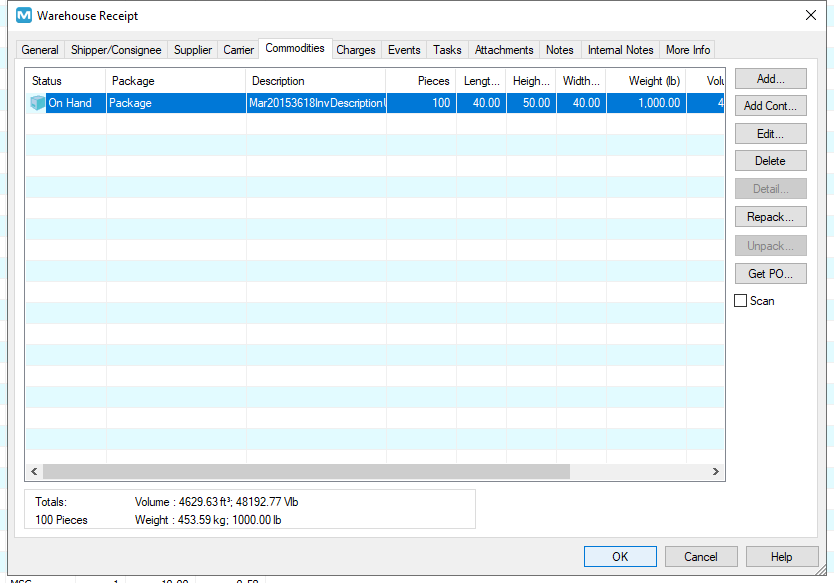 Warehouse Receipt
General Shipper/Consignee Supplier Carrier Commodities Charges Events Tasks Attachments Notes Internal Notes More Info
Status Package Description Pieces Lengt... Heigh... Width... Weight (lb) Volu
On Hand Package Mar20153618InvDescription 100 40.00 50.00 40.00 1,000.00 4
Add...
Add Cont...
Edit...
Delete
Detail...
Repack...
Unpack...
Get PO...
Scan
Totals: Volume : 4629.63 ft³; 48192.77 Vlb
100 Pieces Weight : 453.59 kg; 1000.00 lb
OK Cancel Help